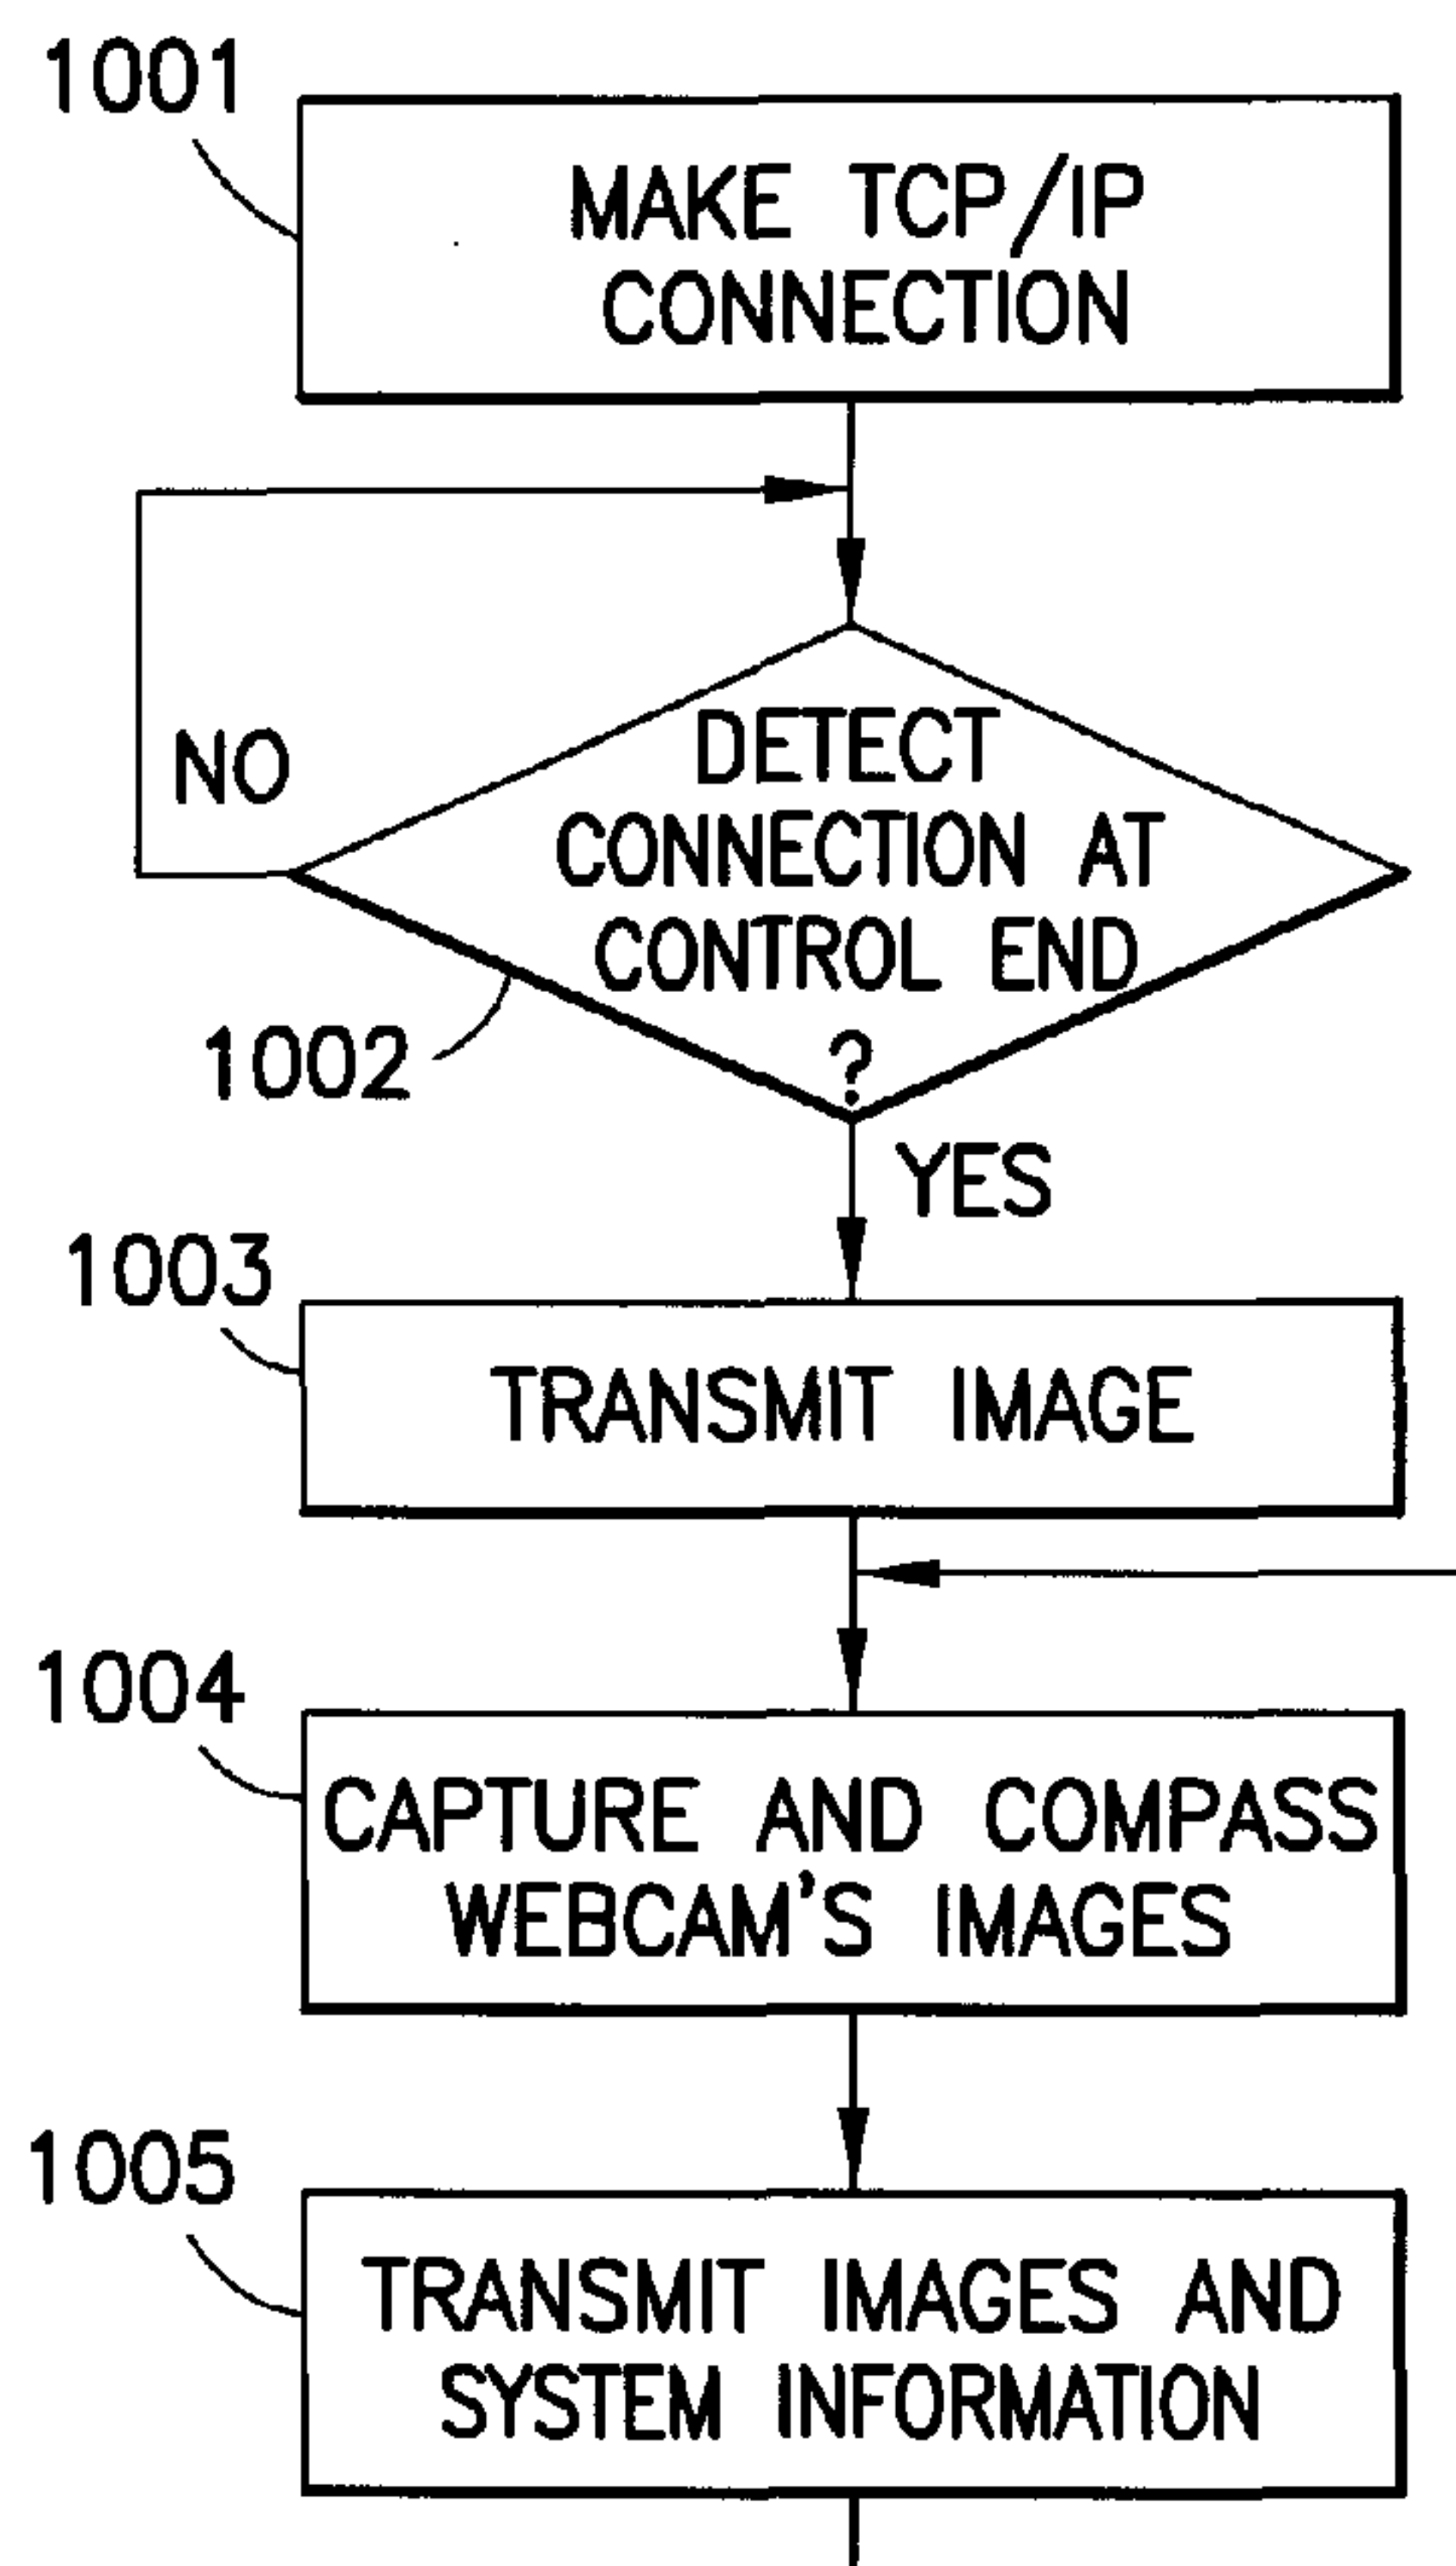 1001
MAKE TCP/IP
CONNECTION
NO
DETECT
CONNECTION AT
CONTROL END
?
1002
YES
1003
TRANSMIT IMAGE
1004
CAPTURE AND COMPASS
WEBCAM'S IMAGES
1005
TRANSMIT IMAGES AND
SYSTEM INFORMATION